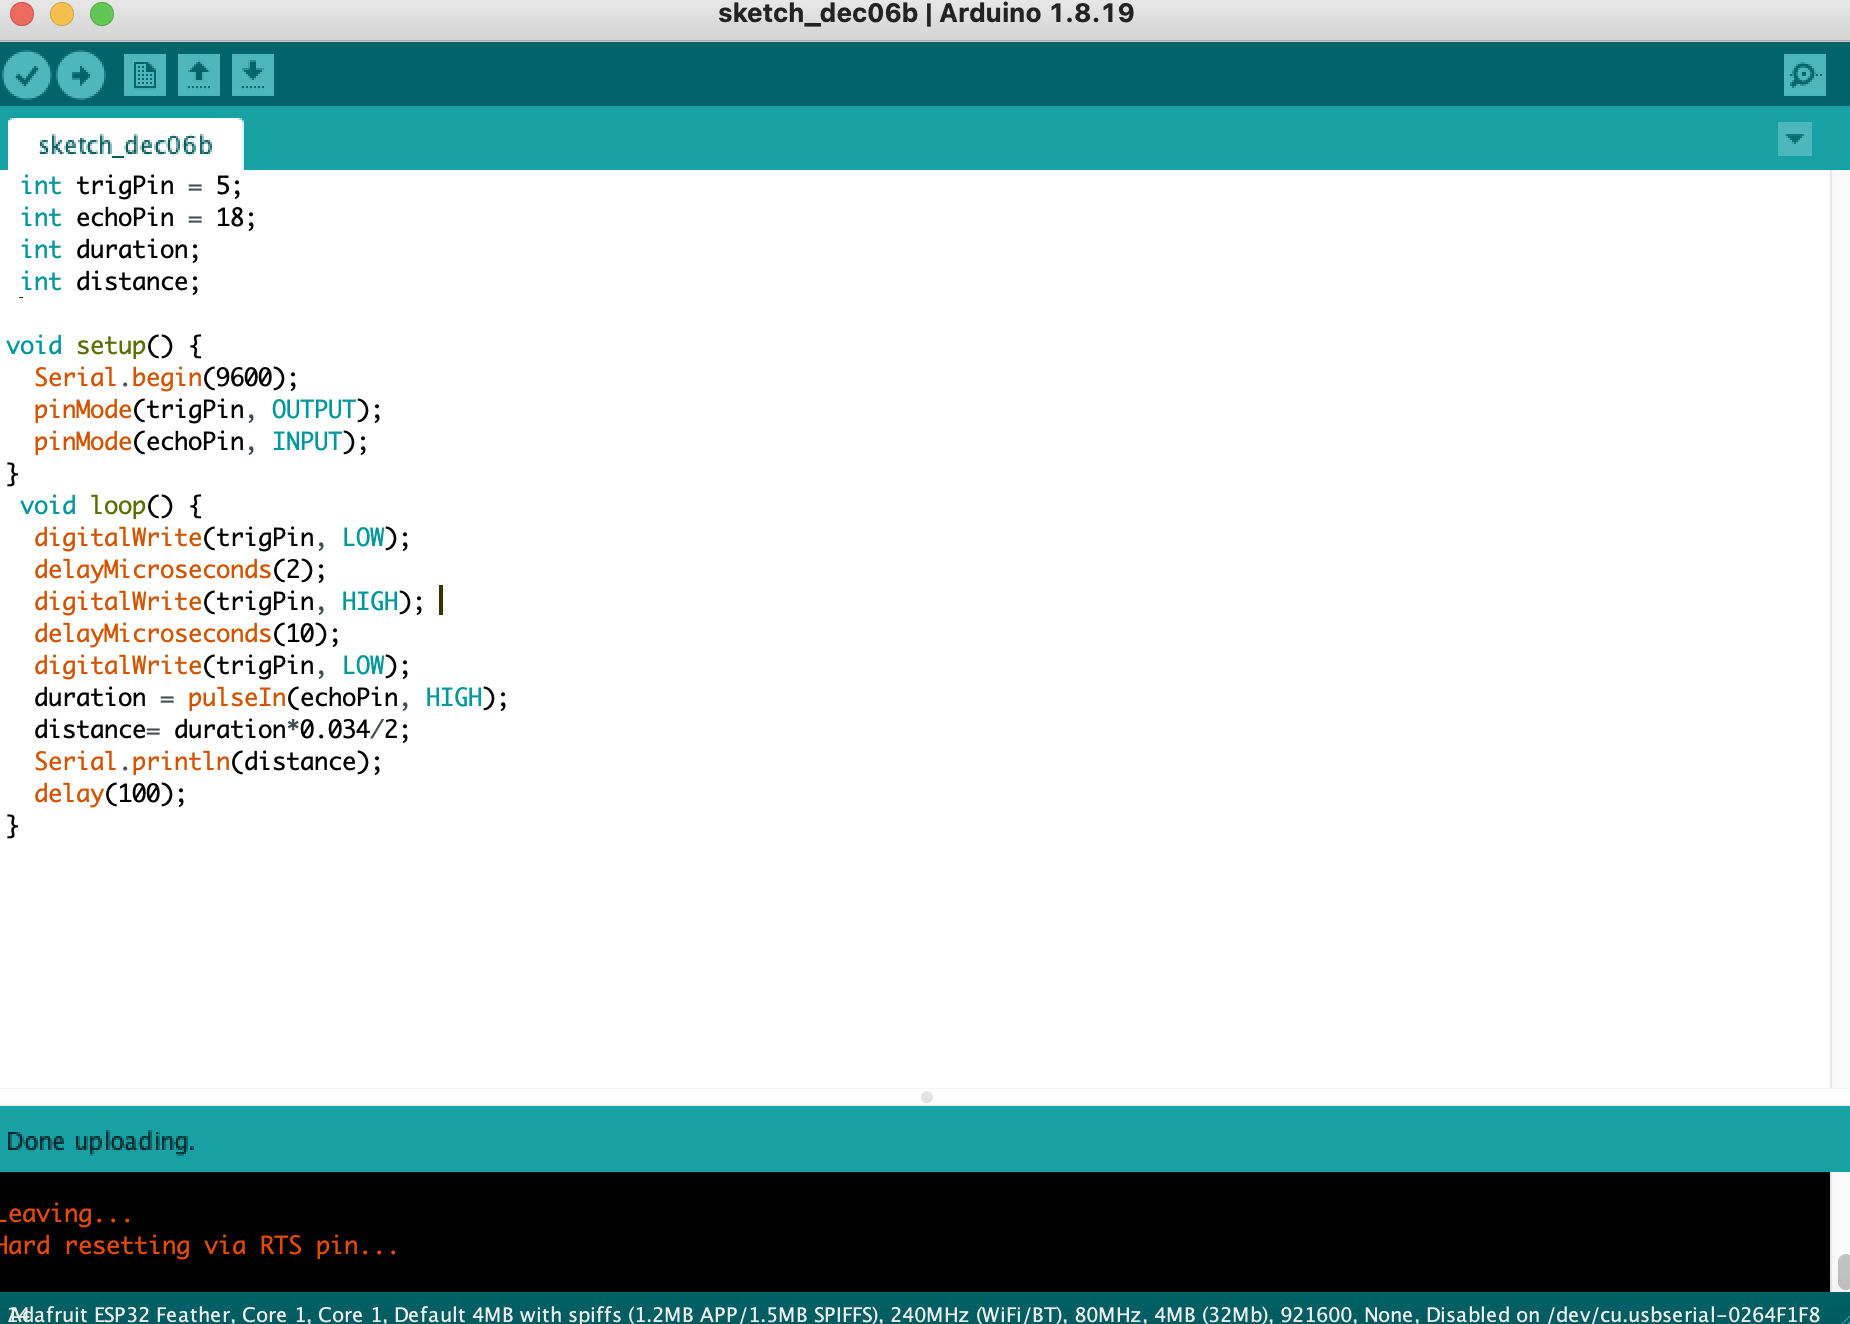 sketch_dec06b | Arduino 1.8.19
sketch_dec06b
int trigPin = 5;
int echoPin = 18;
int duration;
int distance;
void setup() {
Serial.begin(9600);
pinMode(trigPin, OUTPUT);
pinMode(echoPin, INPUT);
}
void loop() {
digitalWrite(trigPin, LOW);
delayMicroseconds(2);
digitalWrite(trigPin, HIGH);
delayMicroseconds(10);
digitalWrite(trigPin, LOW);
duration = pulseIn(echoPin, HIGH);
distance= duration*0.034/2;
Serial.println(distance);
delay(100);
}
Done uploading.
Leaving...
Hard resetting via RTS pin...
14 Adafruit ESP32 Feather, Core 1, Core 1, Default 4MB with spiffs (1.2MB APP/1.5MB SPIFFS), 240MHz (WiFi/BT), 80MHz, 4MB (32Mb), 921600, None, Disabled on /dev/cu.usbserial-0264F1F8